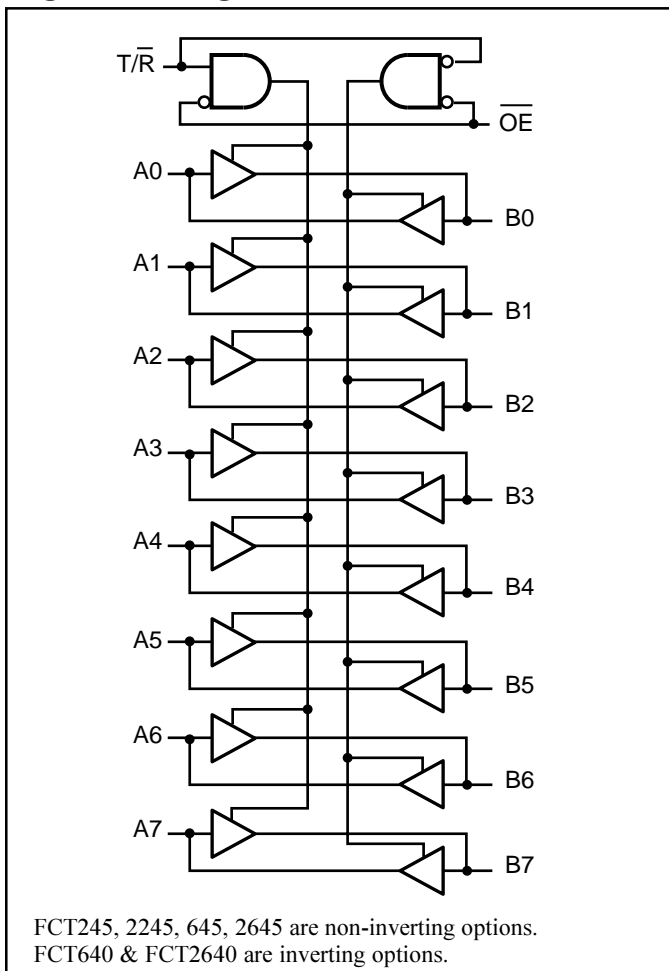 T/R̅
O̅E̅
A0
B0
A1
B1
A2
B2
A3
B3
A4
B4
A5
B5
A6
B6
A7
B7
FCT245, 2245, 645, 2645 are non-inverting options.
FCT640 & FCT2640 are inverting options.